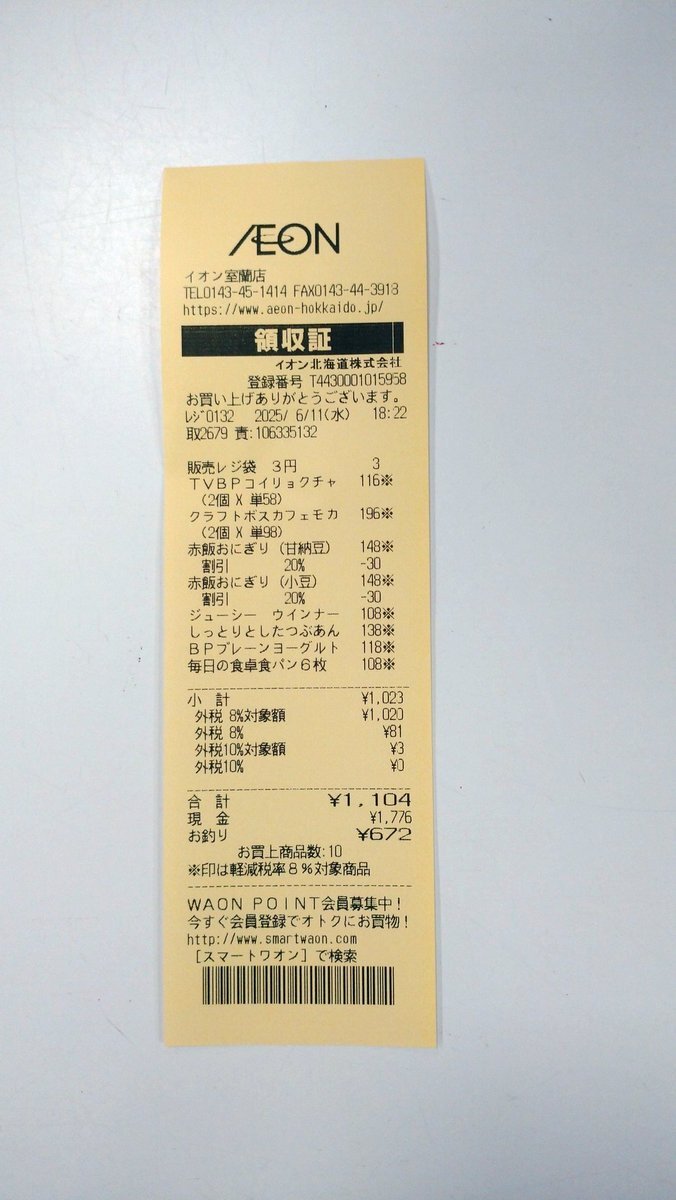 ÆON
イオン室蘭店
TEL0143-45-1414 FAX0143-44-3918
https://www.aeon-hokkaido.jp/
領収証
イオン北海道株式会社
登録番号 T4430001015958
お買い上げありがとうございます。
ﾚｼﾞ0132 2025/ 6/11(水) 18:22
取2679 責:106335132
販売レジ袋 3円 3
TVBPコイリョクチャ 116※
(2個 X 単58)
クラフトボスカフェモカ 196※
(2個 X 単98)
赤飯おにぎり(甘納豆) 148※
割引 20% -30
赤飯おにぎり(小豆) 148※
割引 20% -30
ジューシー ウインナー 108※
しっとりとしたつぶあん 138※
BPプレーンヨーグルト 118※
毎日の食卓食パン6枚 108※
小 計 ¥1,023
外税 8%対象額 ¥1,020
外税 8% ¥81
外税10%対象額 ¥3
外税10% ¥0
合 計 ¥1,104
現 金 ¥1,776
お釣り ¥672
お買上商品数:10
※印は軽減税率8%対象商品
WAON POINT会員募集中!
今すぐ会員登録でオトクにお買物!
http://www.smartwaon.com
[スマートワオン]で検索